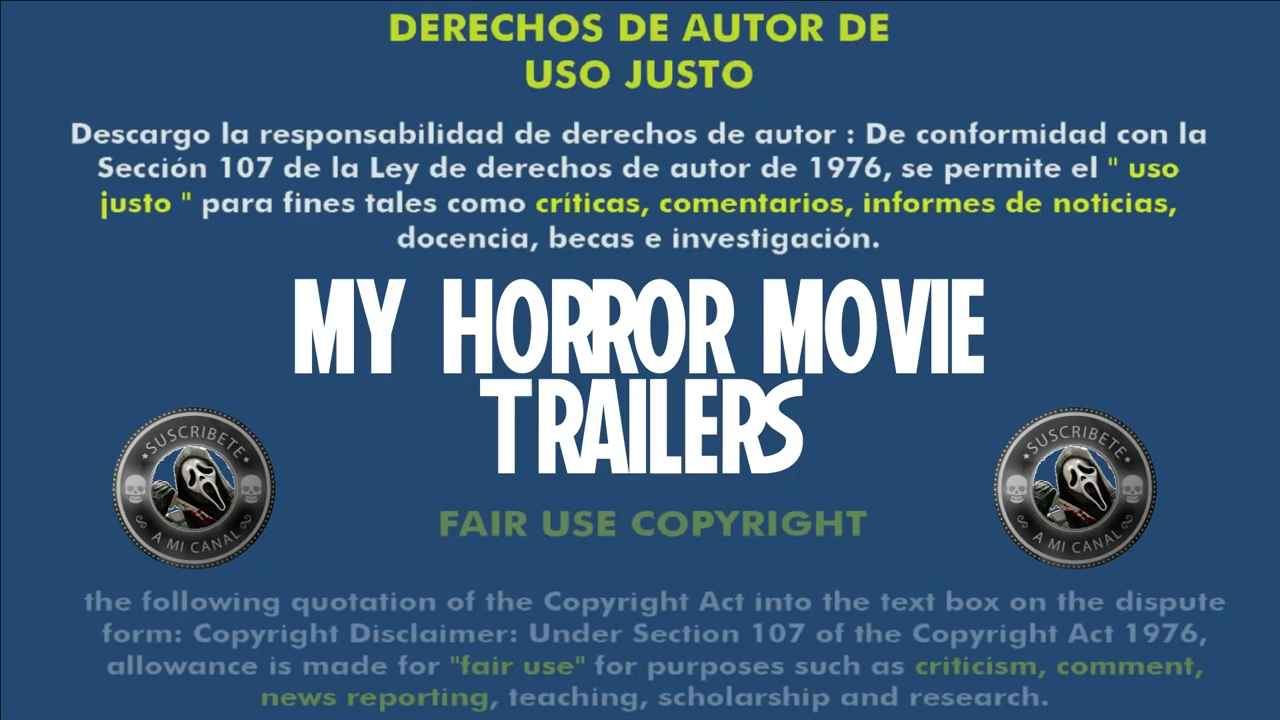 DERECHOS DE AUTOR DE
USO JUSTO
Descargo la responsabilidad de derechos de autor : De conformidad con la
Sección 107 de la Ley de derechos de autor de 1976, se permite el " uso
justo " para fines tales como críticas, comentarios, informes de noticias,
docencia, becas e investigación.
MY HORROR MOVIE
TRAILERS
SUSCRIBETE
A MI CANAL
SUSCRIBETE
A MI CANAL
FAIR USE COPYRIGHT
the following quotation of the Copyright Act into the text box on the dispute
form: Copyright Disclaimer: Under Section 107 of the Copyright Act 1976,
allowance is made for "fair use" for purposes such as criticism, comment,
news reporting, teaching, scholarship and research.